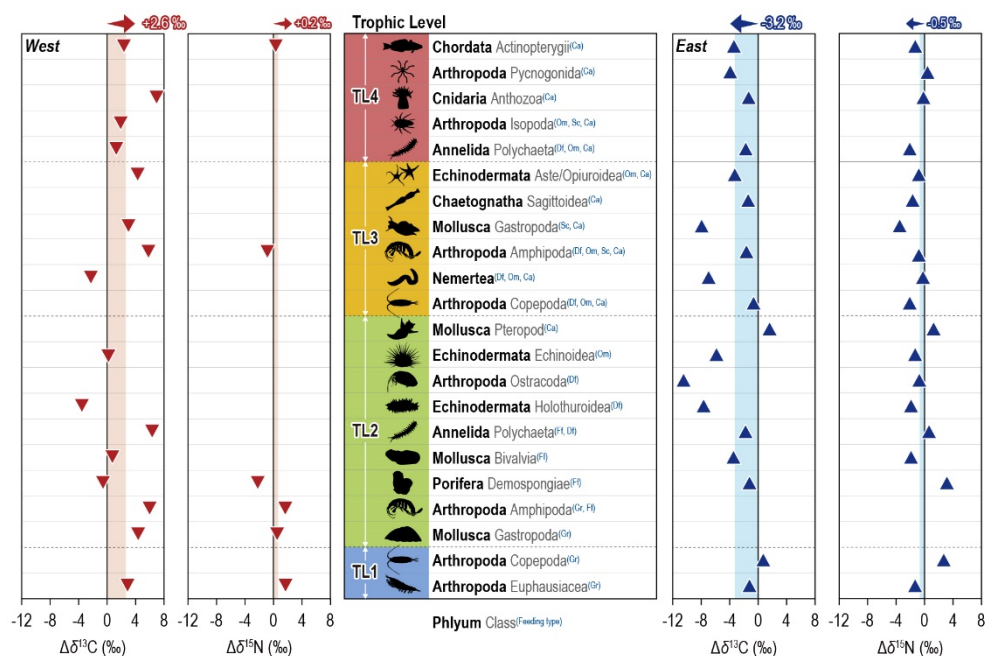 +2.6 ‰
+0.2 ‰
Trophic Level
-3.2 ‰
-0.5 ‰
West
East
TL4
Chordata Actinopterygii(Ca)
Arthropoda Pycnogonida(Ca)
Cnidaria Anthozoa(Ca)
Arthropoda Isopoda(Om, Sc, Ca)
Annelida Polychaeta(Df, Om, Ca)
TL3
Echinodermata Aste/Opiuroidea(Om, Ca)
Chaetognatha Sagittoidea(Ca)
Mollusca Gastropoda(Sc, Ca)
Arthropoda Amphipoda(Df, Om, Sc, Ca)
Nemertea(Df, Om, Ca)
Arthropoda Copepoda(Df, Om, Ca)
TL2
Mollusca Pteropod(Ca)
Echinodermata Echinoidea(Om)
Arthropoda Ostracoda(Df)
Echinodermata Holothuroidea(Df)
Annelida Polychaeta(Ff, Df)
Mollusca Bivalvia(Ff)
Porifera Demospongiae(Ff)
Arthropoda Amphipoda(Gr, Ff)
Mollusca Gastropoda(Gr)
TL1
Arthropoda Copepoda(Gr)
Arthropoda Euphausiacea(Gr)
-12 -8 -4 0 4 8
-12 -8 -4 0 4 8
Phlyum Class(Feeding type)
-12 -8 -4 0 4 8
-12 -8 -4 0 4 8
Δδ¹³C (‰)
Δδ¹⁵N (‰)
Δδ¹³C (‰)
Δδ¹⁵N (‰)